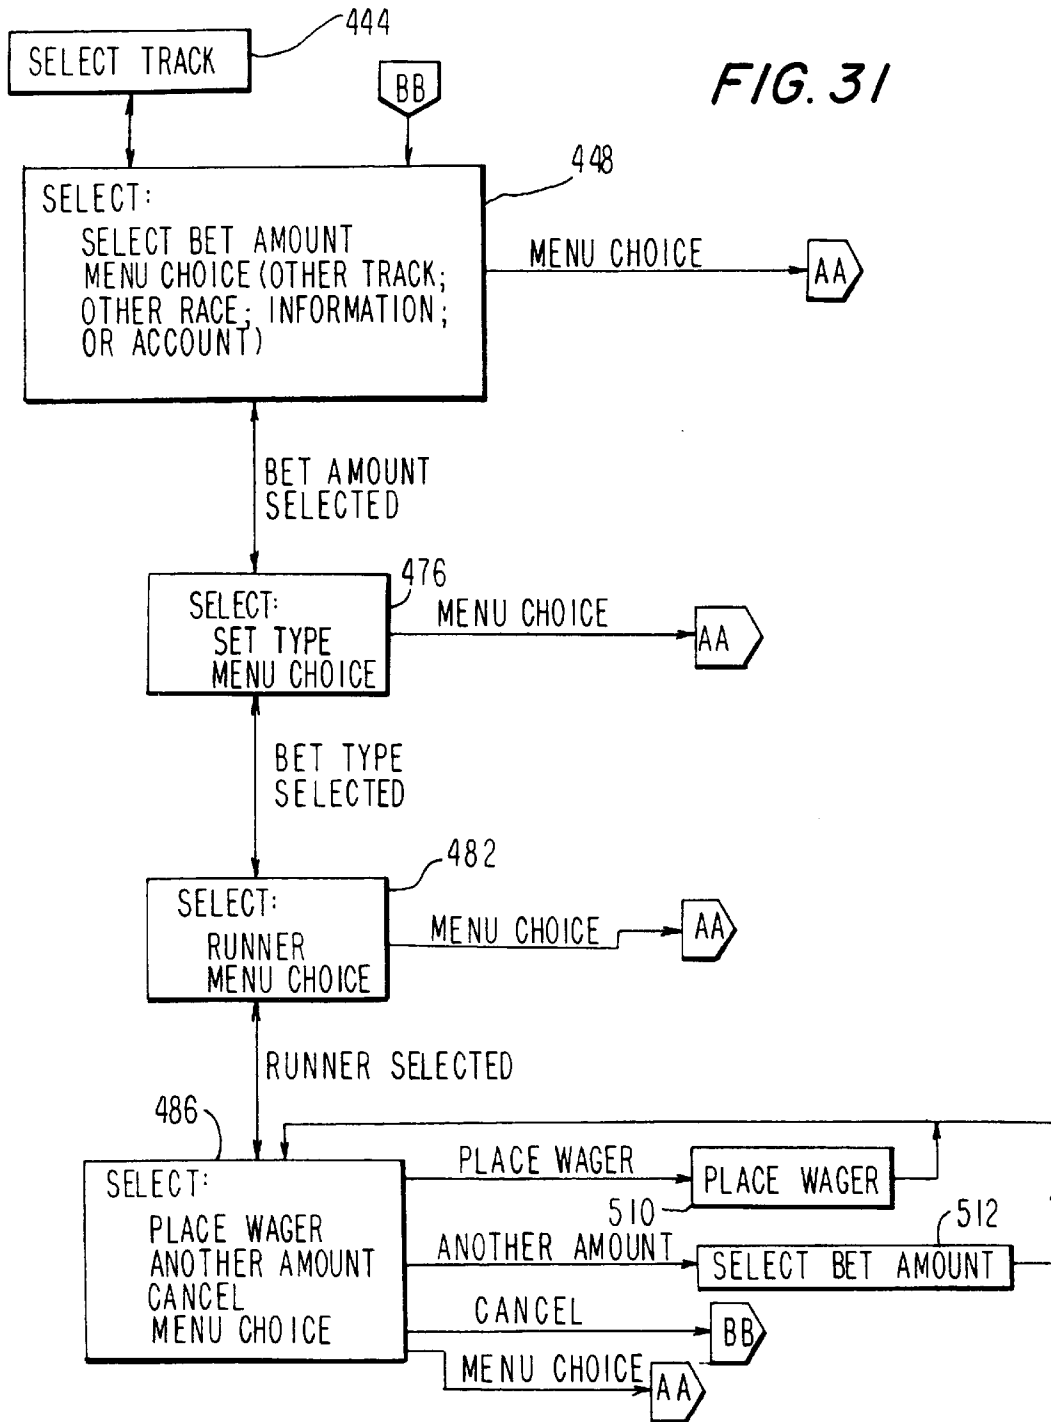 444
SELECT TRACK
BB
FIG. 31
448
SELECT:
SELECT BET AMOUNT
MENU CHOICE (OTHER TRACK;
OTHER RACE; INFORMATION;
OR ACCOUNT)
MENU CHOICE
AA
BET AMOUNT
SELECTED
476
SELECT:
SET TYPE
MENU CHOICE
MENU CHOICE
AA
BET TYPE
SELECTED
482
SELECT:
RUNNER
MENU CHOICE
MENU CHOICE
AA
RUNNER SELECTED
486
SELECT:
PLACE WAGER
ANOTHER AMOUNT
CANCEL
MENU CHOICE
PLACE WAGER
PLACE WAGER
510
ANOTHER AMOUNT
512
SELECT BET AMOUNT
CANCEL
BB
MENU CHOICE
AA